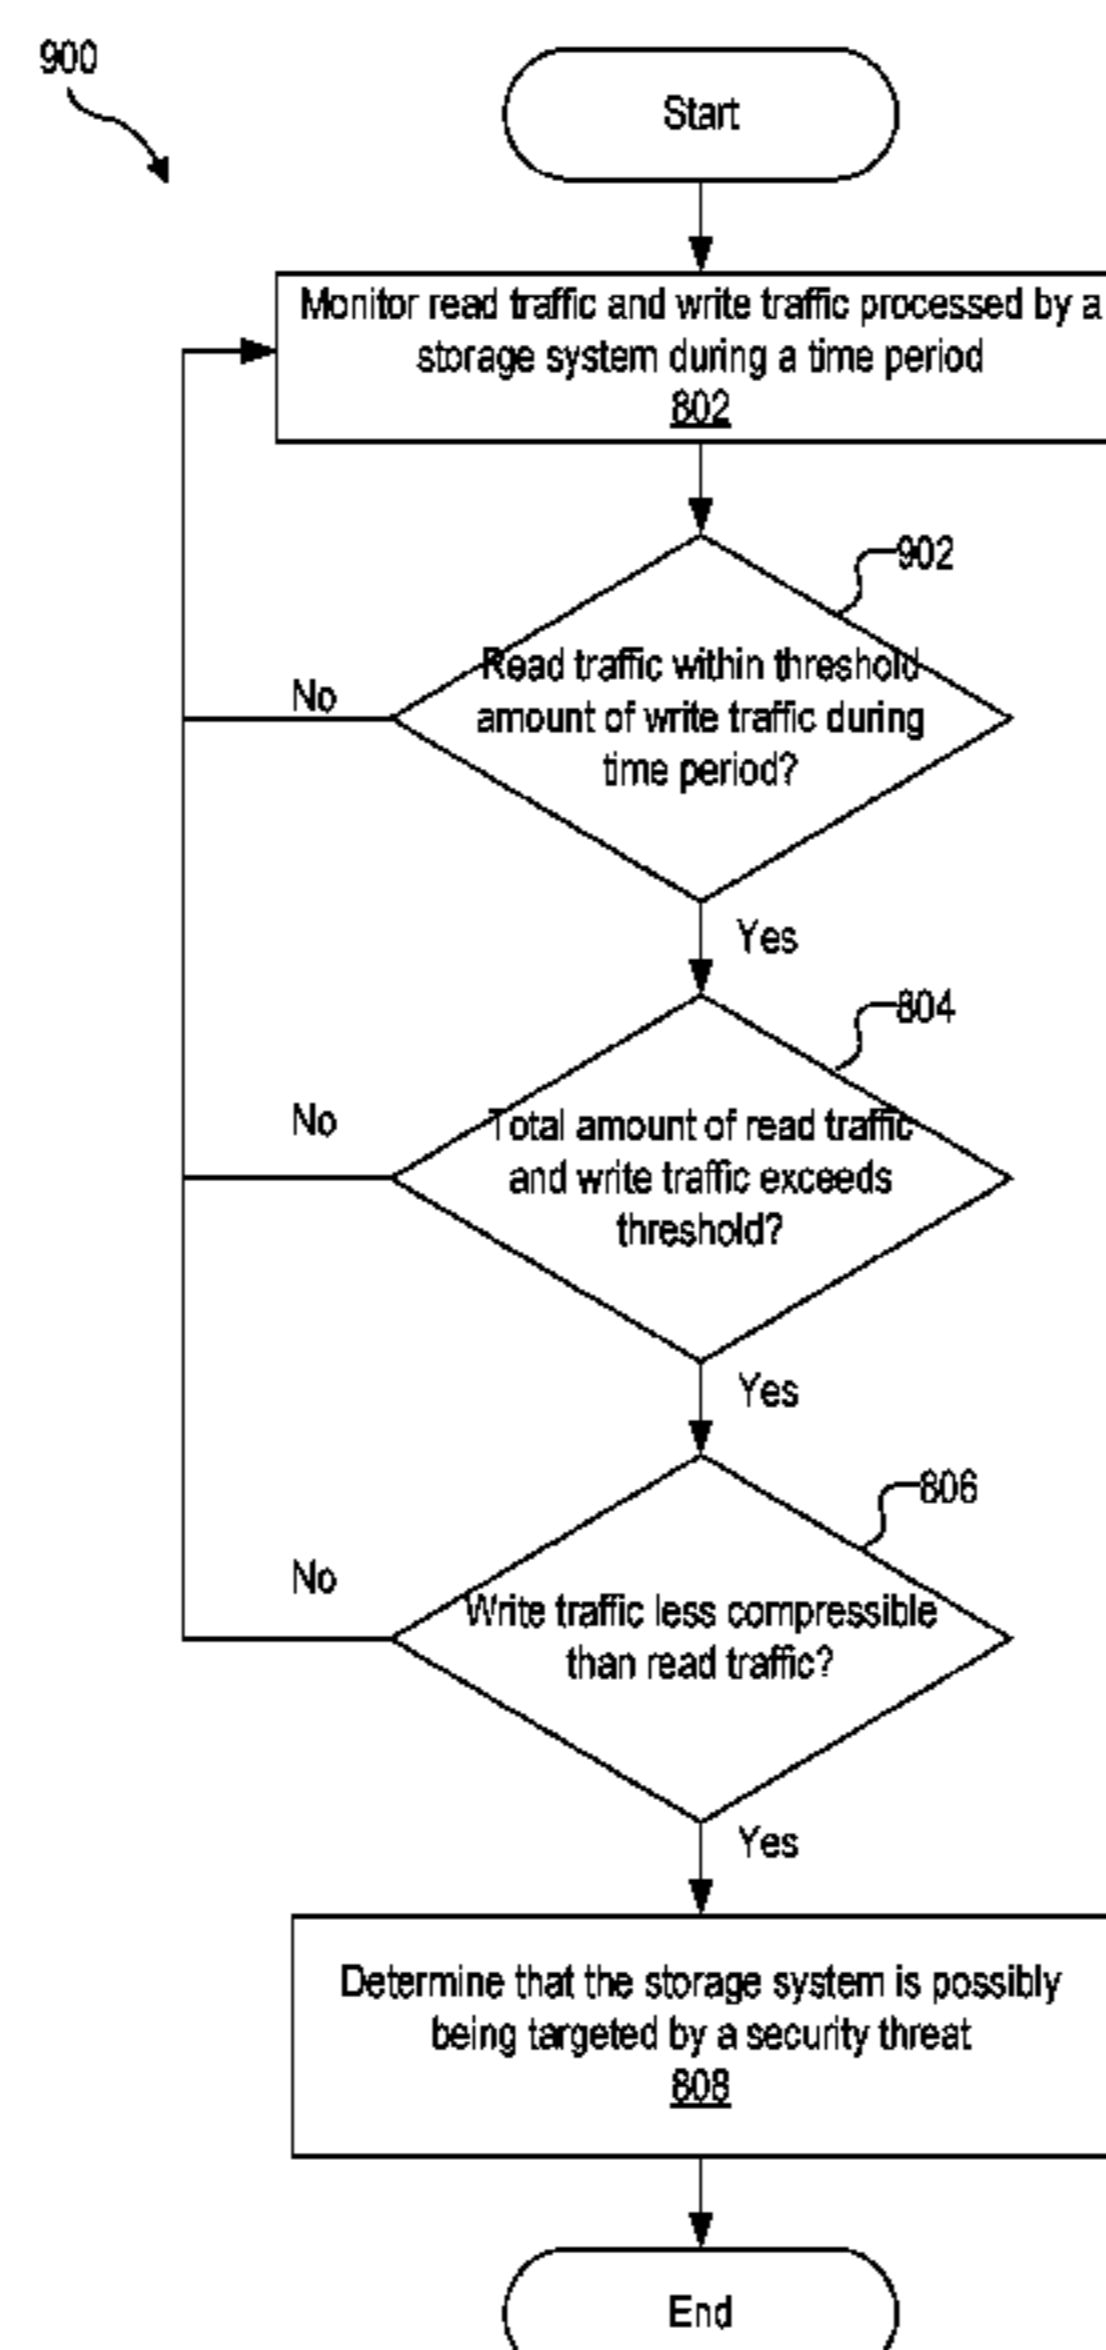 900
Start
Monitor read traffic and write traffic processed by a
storage system during a time period
802
902
Read traffic within threshold
amount of write traffic during
time period?
No
Yes
804
Total amount of read traffic
and write traffic exceeds
threshold?
No
Yes
806
Write traffic less compressible
than read traffic?
No
Yes
Determine that the storage system is possibly
being targeted by a security threat
808
End